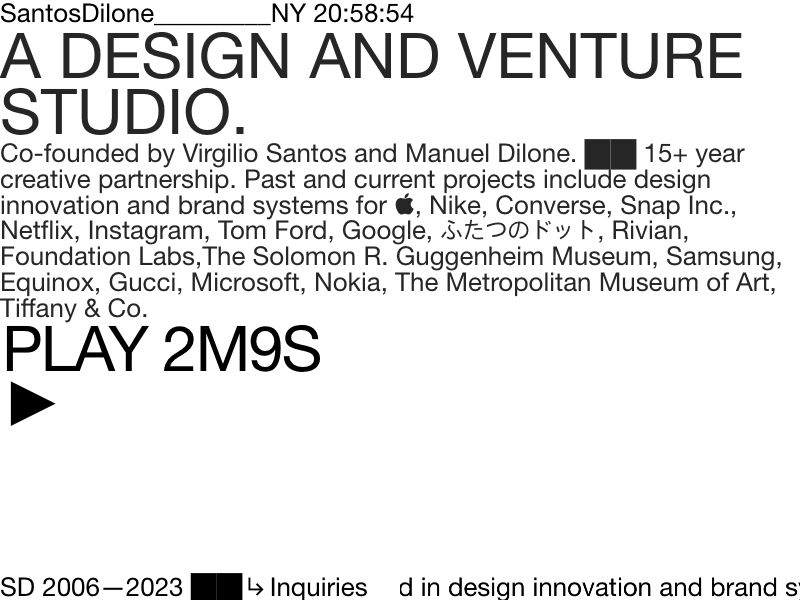 SantosDilone_________NY 20:58:54
A DESIGN AND VENTURE
STUDIO.
Co-founded by Virgilio Santos and Manuel Dilone. ██ 15+ year
creative partnership. Past and current projects include design
innovation and brand systems for , Nike, Converse, Snap Inc.,
Netflix, Instagram, Tom Ford, Google, ふたつのドット, Rivian,
Foundation Labs,The Solomon R. Guggenheim Museum, Samsung,
Equinox, Gucci, Microsoft, Nokia, The Metropolitan Museum of Art,
Tiffany & Co.
PLAY 2M9S
▶
SD 2006—2023 ██↳ Inquiries d in design innovation and brand sy